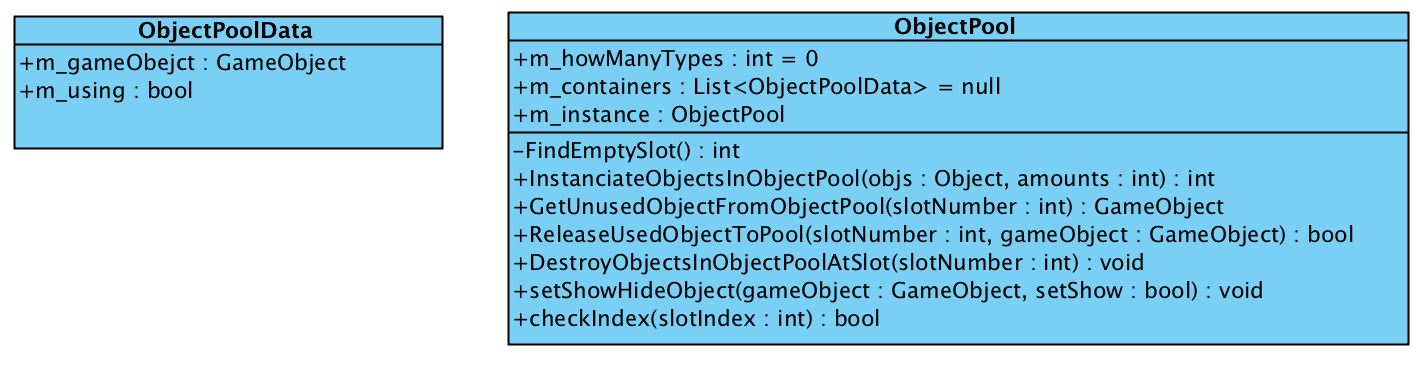 ObjectPoolData
+m_gameObejct : GameObject
+m_using : bool
ObjectPool
+m_howManyTypes : int = 0
+m_containers : List<ObjectPoolData> = null
+m_instance : ObjectPool
-FindEmptySlot() : int
+InstanciateObjectsInObjectPool(objs : Object, amounts : int) : int
+GetUnusedObjectFromObjectPool(slotNumber : int) : GameObject
+ReleaseUsedObjectToPool(slotNumber : int, gameObject : GameObject) : bool
+DestroyObjectsInObjectPoolAtSlot(slotNumber : int) : void
+setShowHideObject(gameObject : GameObject, setShow : bool) : void
+checkIndex(slotIndex : int) : bool